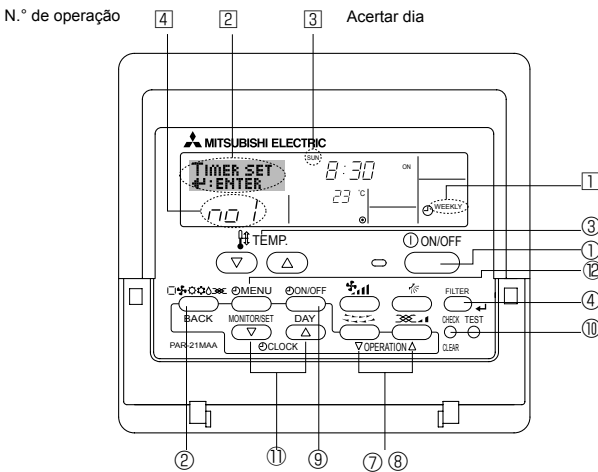 N.° de operação 4 2 3 Acertar dia
MITSUBISHI ELECTRIC
SUN
TIMER SET 8:30 ON
:ENTER
23 °C
WEEKLY 1
no 1
TEMP. ON/OFF
③
①
⑫
MENU ON/OFF FILTER
④
BACK MONITOR/SET DAY CHECK TEST
⑩
PAR-21MAA CLOCK OPERATION CLEAR
② ⑪ ⑨ ⑦ ⑧